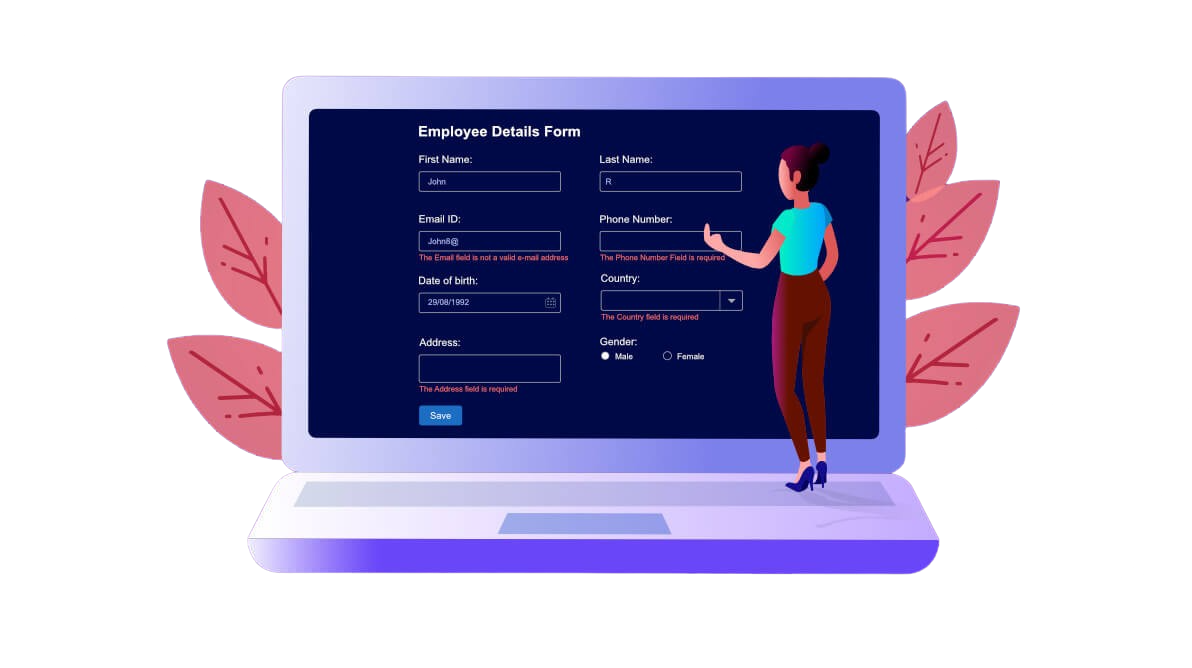 Employee Details Form
First Name:
Last Name:
John
R
Email ID:
Phone Number:
John8@
The Email field is not a valid e-mail address
The Phone Number Field is required
Date of birth:
Country:
29/08/1992
The Country field is required
Address:
Gender:
Male
Female
The Address field is required
Save